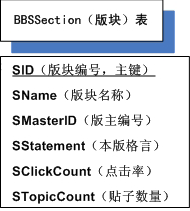 BBSSection（版块）表
SID（版块编号，主键）
SName（版块名称）
SMasterID（版主编号）
SStatement（本版格言）
SClickCount（点击率）
STopicCount（贴子数量）